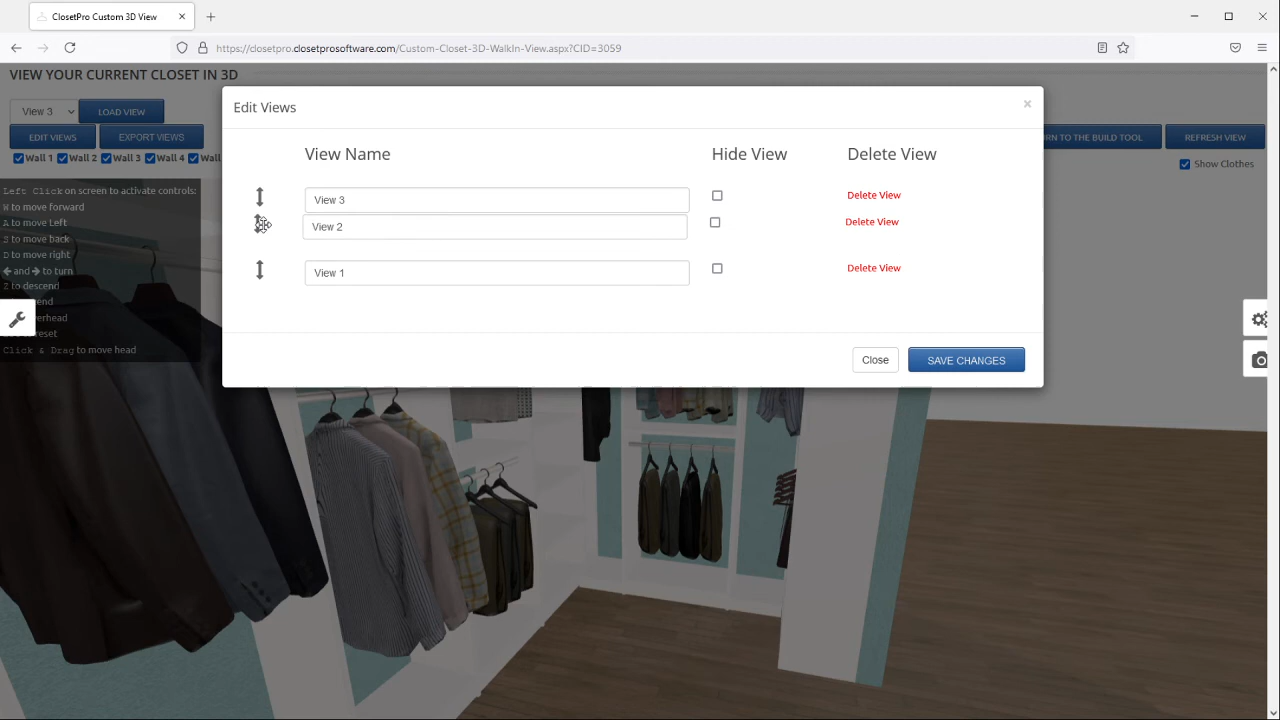 ClosetPro Custom 3D View
https://closetpro.closetprosoftware.com/Custom-Closet-3D-WalkIn-View.aspx?CID=3059
VIEW YOUR CURRENT CLOSET IN 3D
View 3 LOAD VIEW
EDIT VIEWS EXPORT VIEWS
RN TO THE BUILD TOOL REFRESH VIEW
Wall 1 Wall 2 Wall 3 Wall 4 Wall
Show Clothes
Left Click on screen to activate controls:
W to move forward
A to move Left
S to move back
D to move right
and to turn
Z to descend
end
erhead
reset
Click & Drag to move head
Edit Views ×
View Name Hide View Delete View
View 3 Delete View
View 2 Delete View
View 1 Delete View
Close SAVE CHANGES